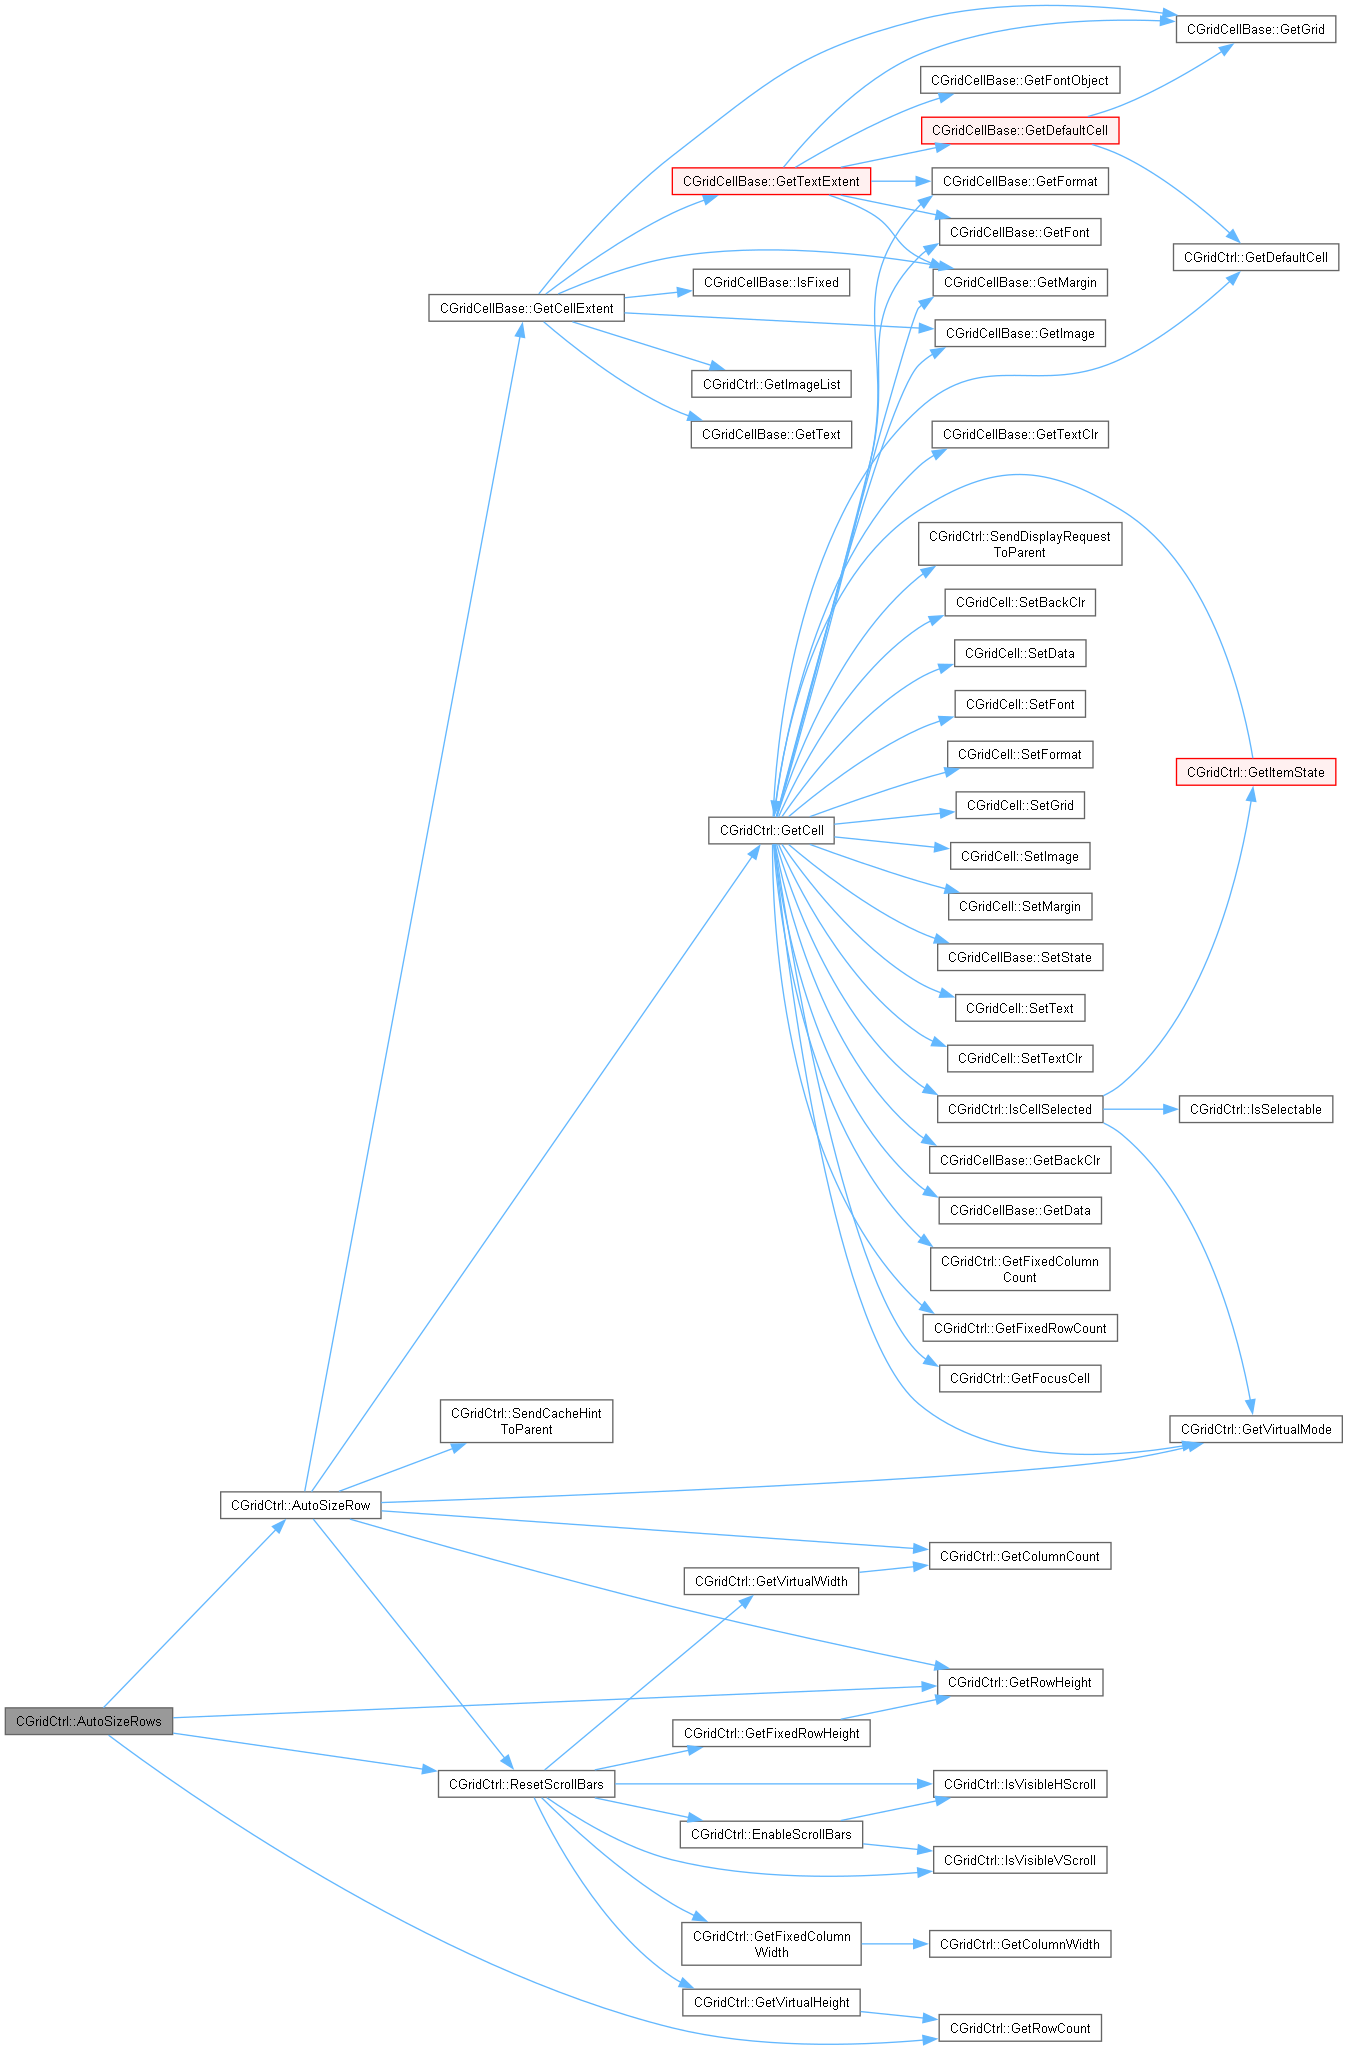 CGridCellBase::GetGrid
CGridCellBase::GetFontObject
CGridCellBase::GetDefaultCell
CGridCellBase::GetTextExtent
CGridCellBase::GetFormat
CGridCellBase::GetFont
CGridCtrl::GetDefaultCell
CGridCellBase::IsFixed
CGridCellBase::GetMargin
CGridCellBase::GetCellExtent
CGridCellBase::GetImage
CGridCtrl::GetImageList
CGridCellBase::GetText
CGridCellBase::GetTextClr
CGridCtrl::SendDisplayRequest
ToParent
CGridCell::SetBackClr
CGridCell::SetData
CGridCell::SetFont
CGridCell::SetFormat
CGridCtrl::GetItemState
CGridCell::SetGrid
CGridCtrl::GetCell
CGridCell::SetImage
CGridCell::SetMargin
CGridCellBase::SetState
CGridCell::SetText
CGridCell::SetTextClr
CGridCtrl::IsCellSelected
CGridCtrl::IsSelectable
CGridCellBase::GetBackClr
CGridCellBase::GetData
CGridCtrl::GetFixedColumn
Count
CGridCtrl::GetFixedRowCount
CGridCtrl::GetFocusCell
CGridCtrl::SendCacheHint
ToParent
CGridCtrl::GetVirtualMode
CGridCtrl::AutoSizeRow
CGridCtrl::GetColumnCount
CGridCtrl::GetVirtualWidth
CGridCtrl::GetRowHeight
CGridCtrl::AutoSizeRows
CGridCtrl::GetFixedRowHeight
CGridCtrl::ResetScrollBars
CGridCtrl::IsVisibleHScroll
CGridCtrl::EnableScrollBars
CGridCtrl::IsVisibleVScroll
CGridCtrl::GetFixedColumn
Width
CGridCtrl::GetColumnWidth
CGridCtrl::GetVirtualHeight
CGridCtrl::GetRowCount